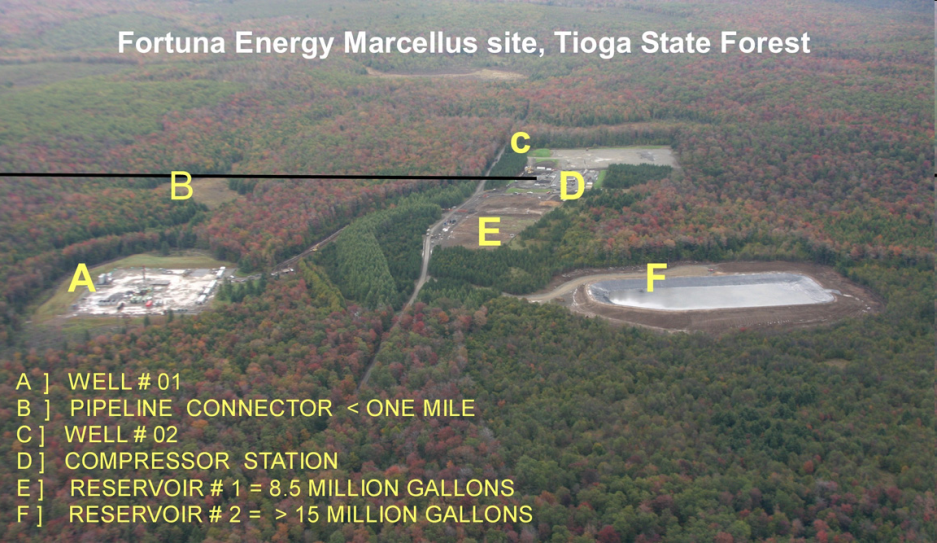 Fortuna Energy Marcellus site, Tioga State Forest
C
B
D
E
A
F
A ] WELL # 01
B ] PIPELINE CONNECTOR < ONE MILE
C ] WELL # 02
D ] COMPRESSOR STATION
E ] RESERVOIR # 1 = 8.5 MILLION GALLONS
F ] RESERVOIR # 2 = > 15 MILLION GALLONS